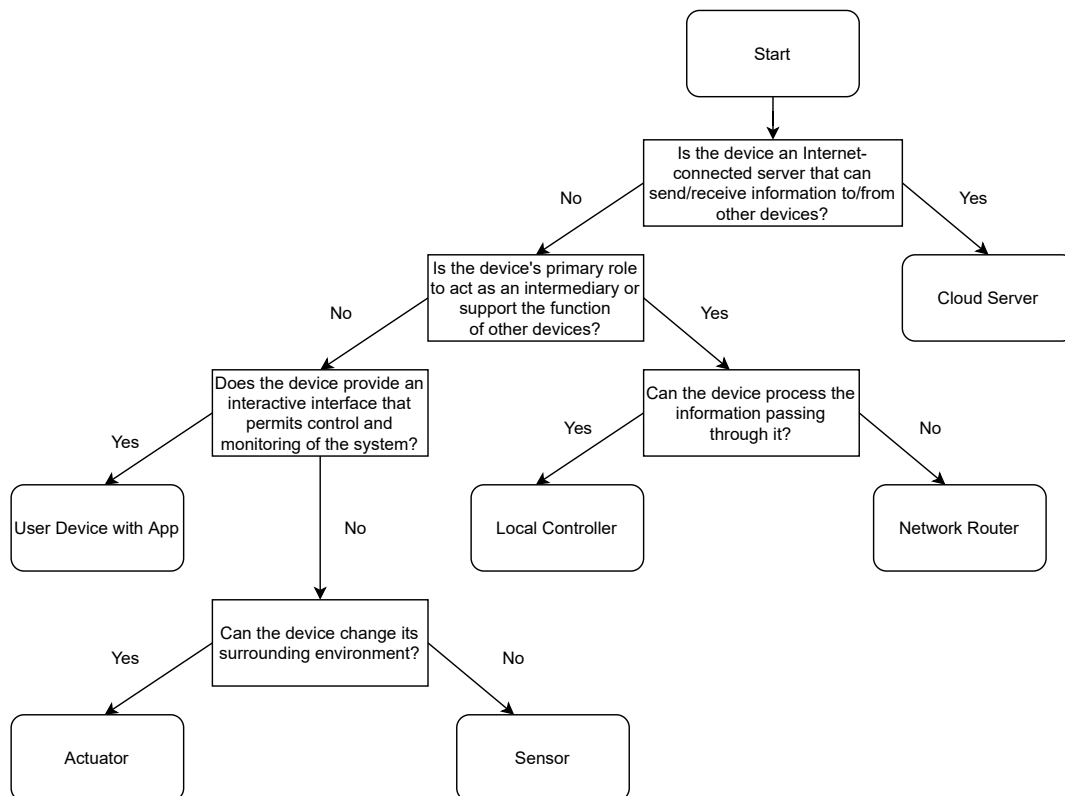 Start
Is the device an Internet-
connected server that can
send/receive information to/from
other devices?
No
Yes
Is the device's primary role
to act as an intermediary or
support the function
of other devices?
Cloud Server
No
Yes
Does the device provide an
interactive interface that
permits control and
monitoring of the system?
Can the device process the
information passing
through it?
Yes
Yes
No
User Device with App
No
Local Controller
Network Router
Can the device change its
surrounding environment?
Yes
No
Actuator
Sensor